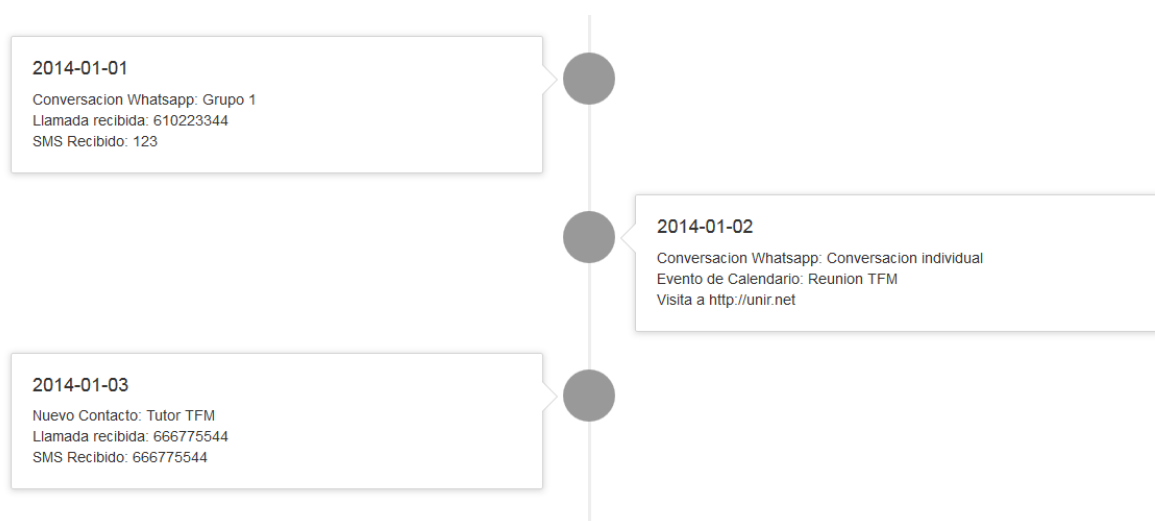 2014-01-01
Conversacion Whatsapp: Grupo 1
Llamada recibida: 610223344
SMS Recibido: 123
2014-01-02
Conversacion Whatsapp: Conversacion individual
Evento de Calendario: Reunion TFM
Visita a http://unir.net
2014-01-03
Nuevo Contacto: Tutor TFM
Llamada recibida: 666775544
SMS Recibido: 666775544